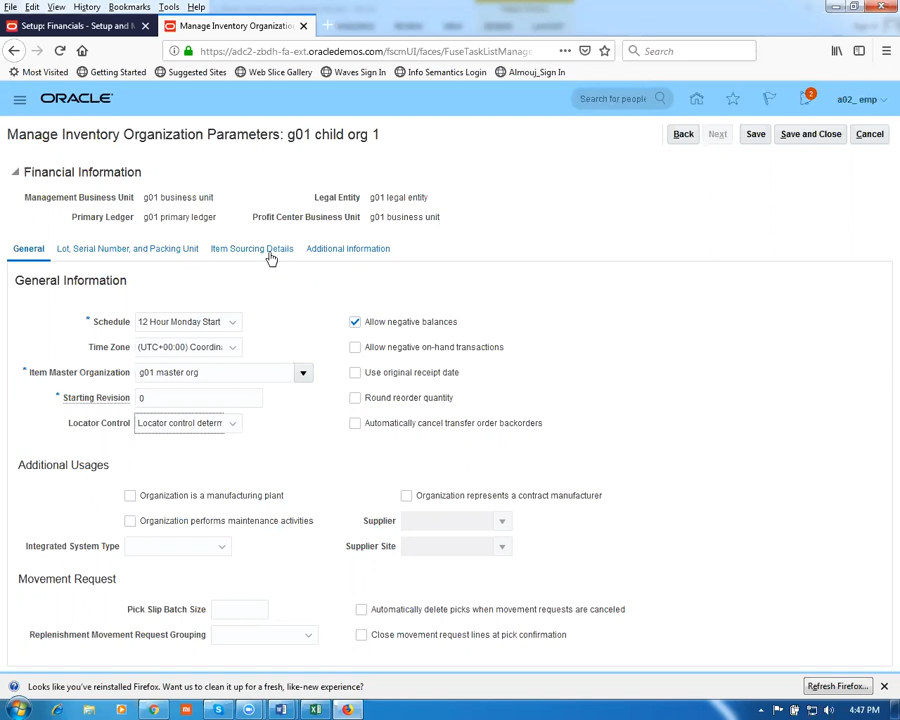 File Edit View History Bookmarks Tools Help
Setup: Financials - Setup and M
Manage Inventory Organization
https://adc2-zbdh-fa-ext.oracledemos.com/fscmUI/faces/FuseTaskListManag
Search
Most Visited Getting Started Suggested Sites Web Slice Gallery Waves Sign In Info Semantics Login Almouj_Sign In
ORACLE
Search for people
2
a02_ emp
Manage Inventory Organization Parameters: g01 child org 1
Back Next Save Save and Close Cancel
Financial Information
Management Business Unit g01 business unit Legal Entity g01 legal entity
Primary Ledger g01 primary ledger Profit Center Business Unit g01 business unit
General Lot, Serial Number, and Packing Unit Item Sourcing Details Additional Information
General Information
* Schedule 12 Hour Monday Start Allow negative balances
Time Zone (UTC+00:00) Coordin: Allow negative on-hand transactions
* Item Master Organization g01 master org Use original receipt date
* Starting Revision 0 Round reorder quantity
Locator Control Locator control determ Automatically cancel transfer order backorders
Additional Usages
Organization is a manufacturing plant Organization represents a contract manufacturer
Organization performs maintenance activities Supplier
Integrated System Type Supplier Site
Movement Request
Pick Slip Batch Size Automatically delete picks when movement requests are canceled
Replenishment Movement Request Grouping Close movement request lines at pick confirmation
Looks like you've reinstalled Firefox. Want us to clean it up for a fresh, like-new experience? Refresh Firefox...
4:47 PM